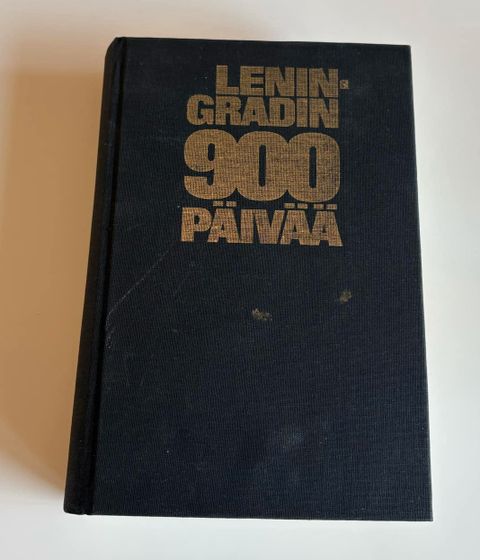 LENIN-
GRADIN
900
PÄIVÄÄ